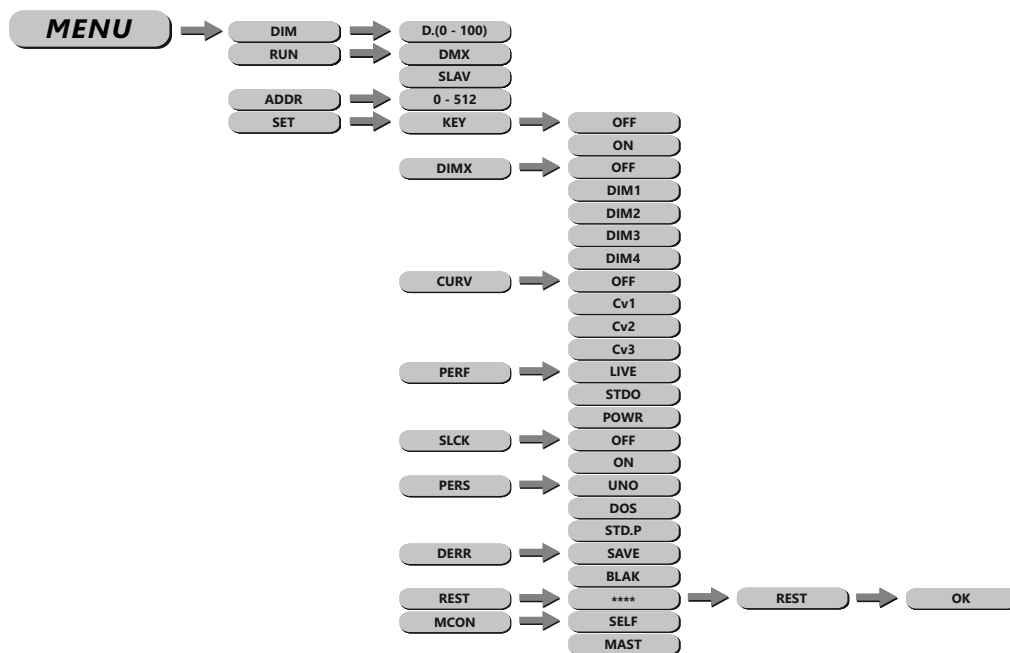 MENU DIM D.(0 - 100)
RUN DMX
SLAV
ADDR 0 - 512
SET KEY OFF
ON
DIMX OFF
DIM1
DIM2
DIM3
DIM4
CURV OFF
Cv1
Cv2
Cv3
PERF LIVE
STDO
POWR
SLCK OFF
ON
PERS UNO
DOS
STD.P
DERR SAVE
BLAK
REST **** REST OK
MCON SELF
MAST